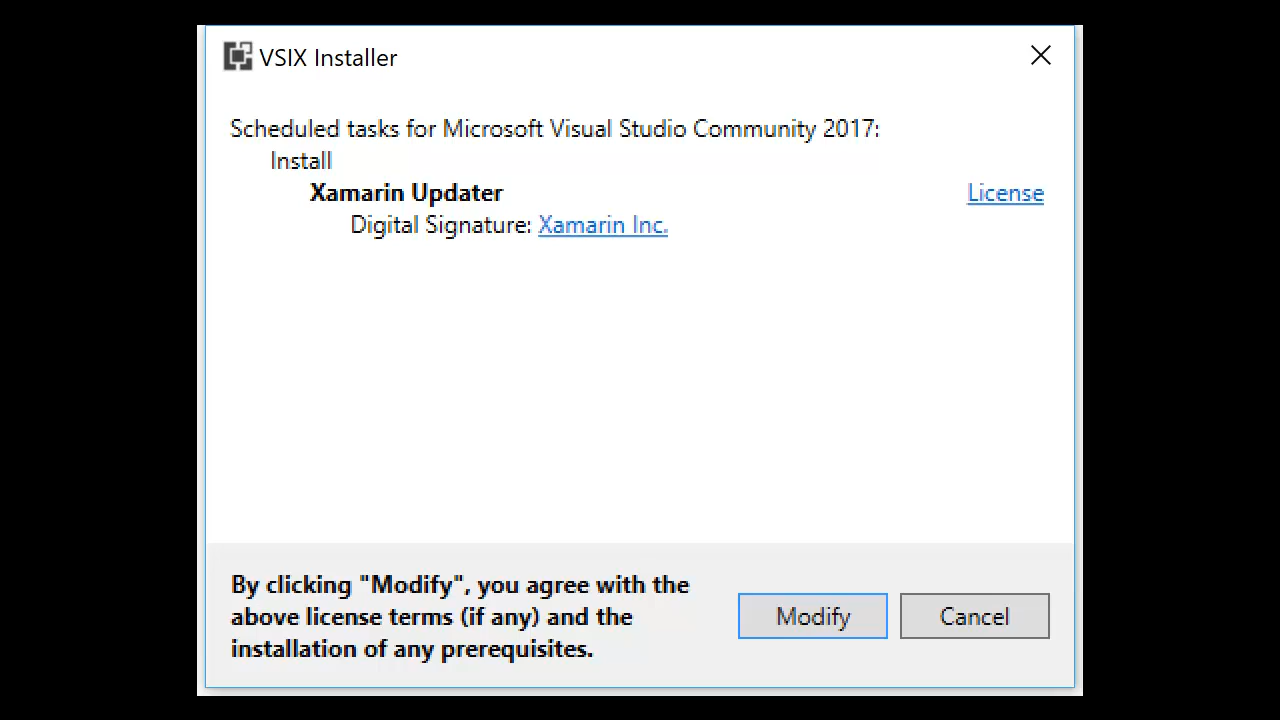 VSIX Installer
Scheduled tasks for Microsoft Visual Studio Community 2017:
Install
Xamarin Updater License
Digital Signature: Xamarin Inc.
By clicking "Modify", you agree with the
above license terms (if any) and the
installation of any prerequisites.
Modify Cancel